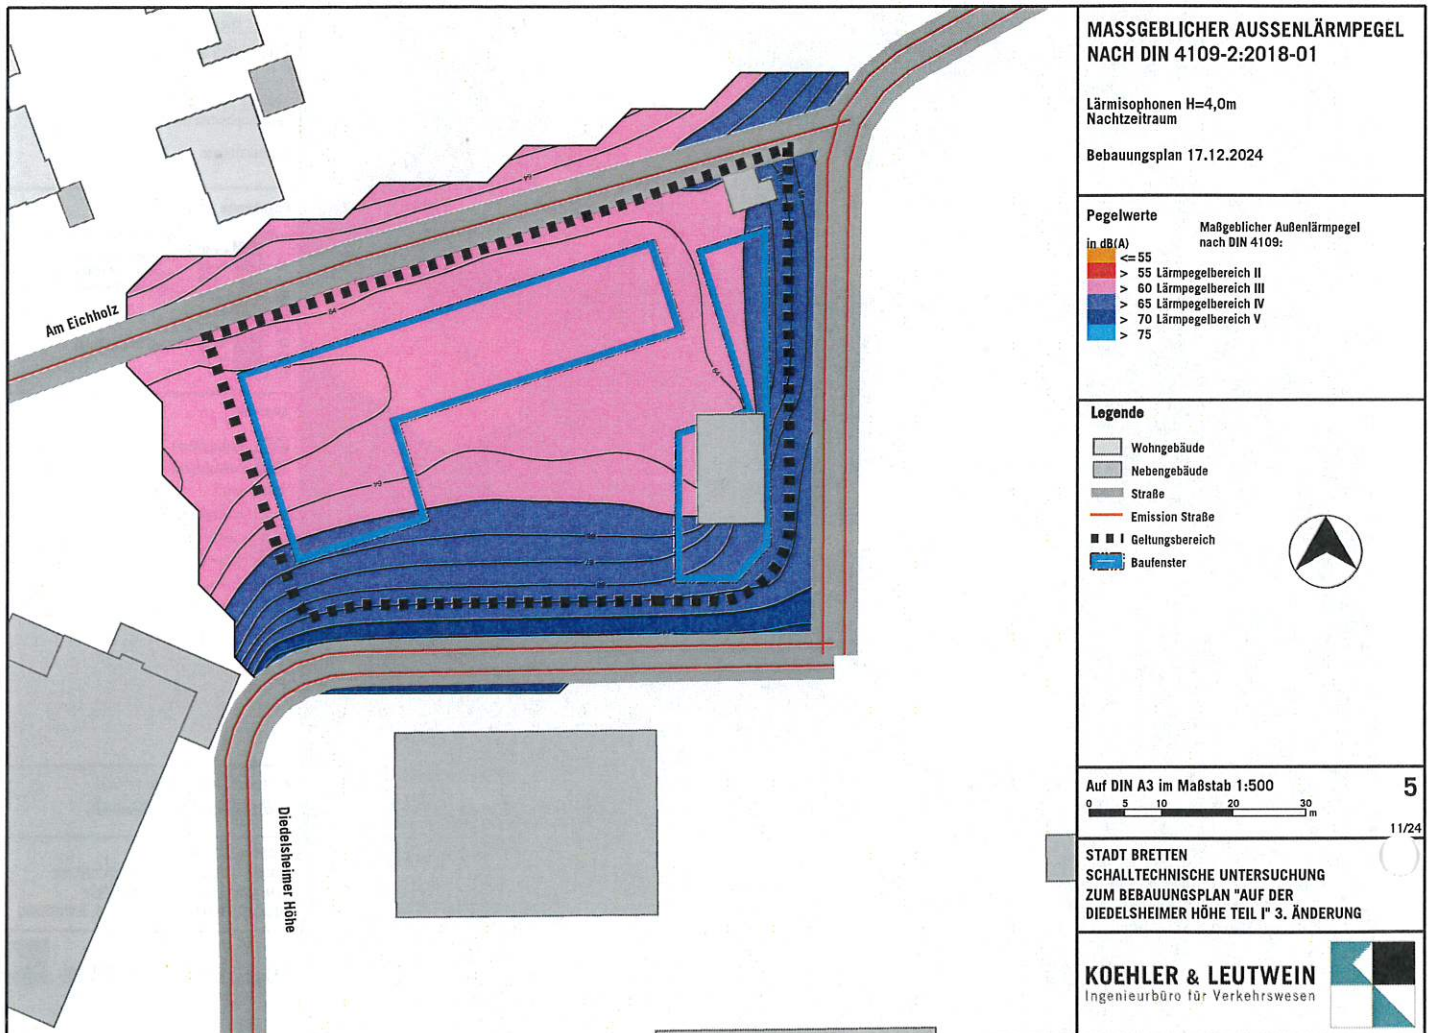 MASSGEBLICHER AUSSENLÄRMPEGEL
NACH DIN 4109-2:2018-01
Lärmisophonen H=4,0m
Nachtzeitraum
Bebauungsplan 17.12.2024
Pegelwerte
in dB(A)
Maßgeblicher Außenlärmpegel
nach DIN 4109:
<= 55
> 55 Lärmpegelbereich II
> 60 Lärmpegelbereich III
> 65 Lärmpegelbereich IV
> 70 Lärmpegelbereich V
> 75
Legende
Wohngebäude
Nebengebäude
Straße
Emission Straße
Geltungsbereich
Baufenster
Auf DIN A3 im Maßstab 1:500
5
0 5 10 20 30
m
11/24
STADT BRETTEN
SCHALLTECHNISCHE UNTERSUCHUNG
ZUM BEBAUUNGSPLAN "AUF DER
DIEDELSHEIMER HÖHE TEIL I" 3. ÄNDERUNG
KOEHLER & LEUTWEIN
Ingenieurbüro für Verkehrswesen
Am Eichholz
Diedelsheimer Höhe
64
64
64
64